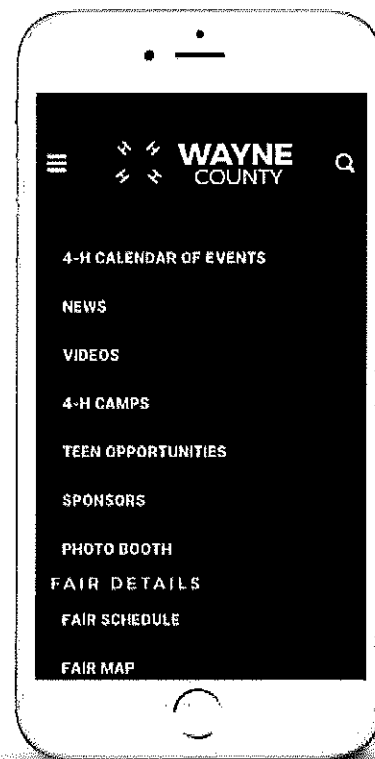 H H WAYNE
H H COUNTY
4-H CALENDAR OF EVENTS
NEWS
VIDEOS
4-H CAMPS
TEEN OPPORTUNITIES
SPONSORS
PHOTO BOOTH
FAIR DETAILS
FAIR SCHEDULE
FAIR MAP